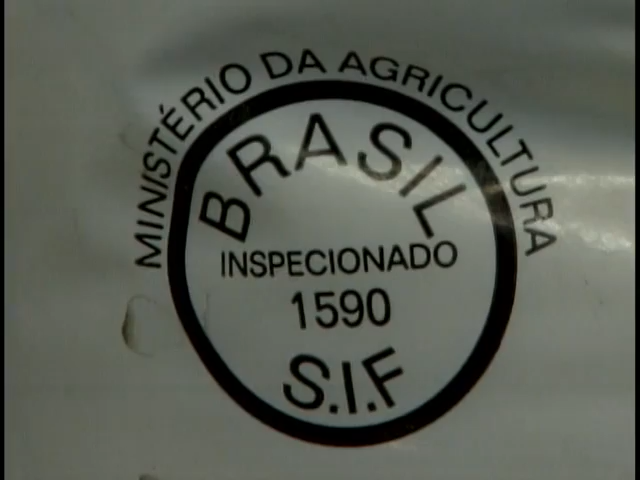 MINISTÉRIO DA AGRICULTURA
BRASIL
INSPECIONADO
1590
S.I.F